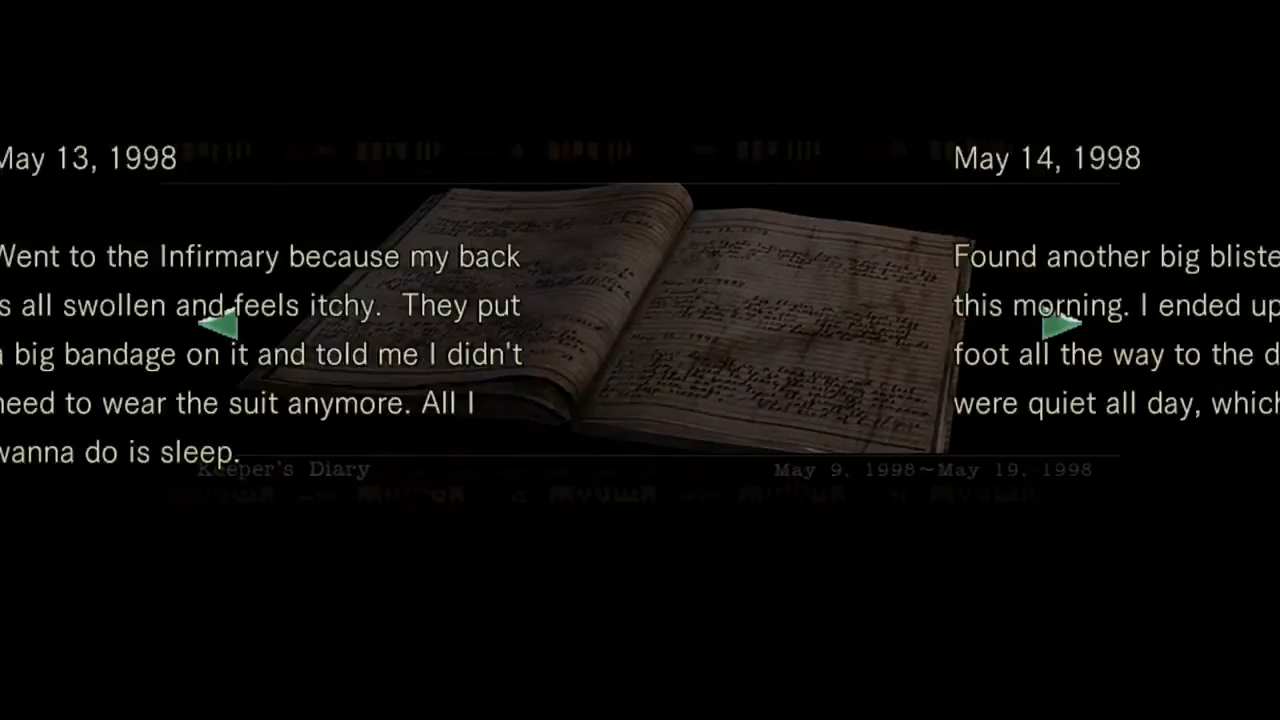 May 13, 1998
Went to the Infirmary because my back
is all swollen and feels itchy.  They put
a big bandage on it and told me I didn't
need to wear the suit anymore. All I
wanna do is sleep.
May 14, 1998
Found another big bliste
this morning. I ended up
foot all the way to the d
were quiet all day, which
Keeper's Diary
May 9, 1998~May 19, 1998